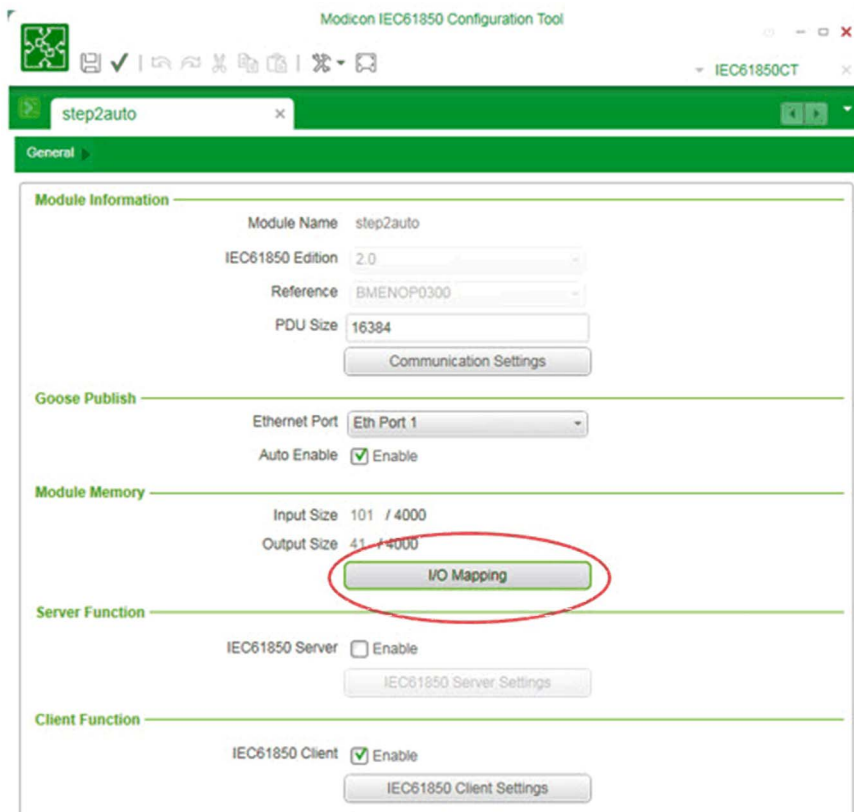 Modicon IEC61850 Configuration Tool
IEC61850CT
step2auto
General
Module Information
Module Name step2auto
IEC61850 Edition 2.0
Reference BMENOP0300
PDU Size 16384
Communication Settings
Goose Publish
Ethernet Port Eth Port 1
Auto Enable Enable
Module Memory
Input Size 101 / 4000
Output Size 41 / 4000
I/O Mapping
Server Function
IEC61850 Server Enable
IEC61850 Server Settings
Client Function
IEC61850 Client Enable
IEC61850 Client Settings